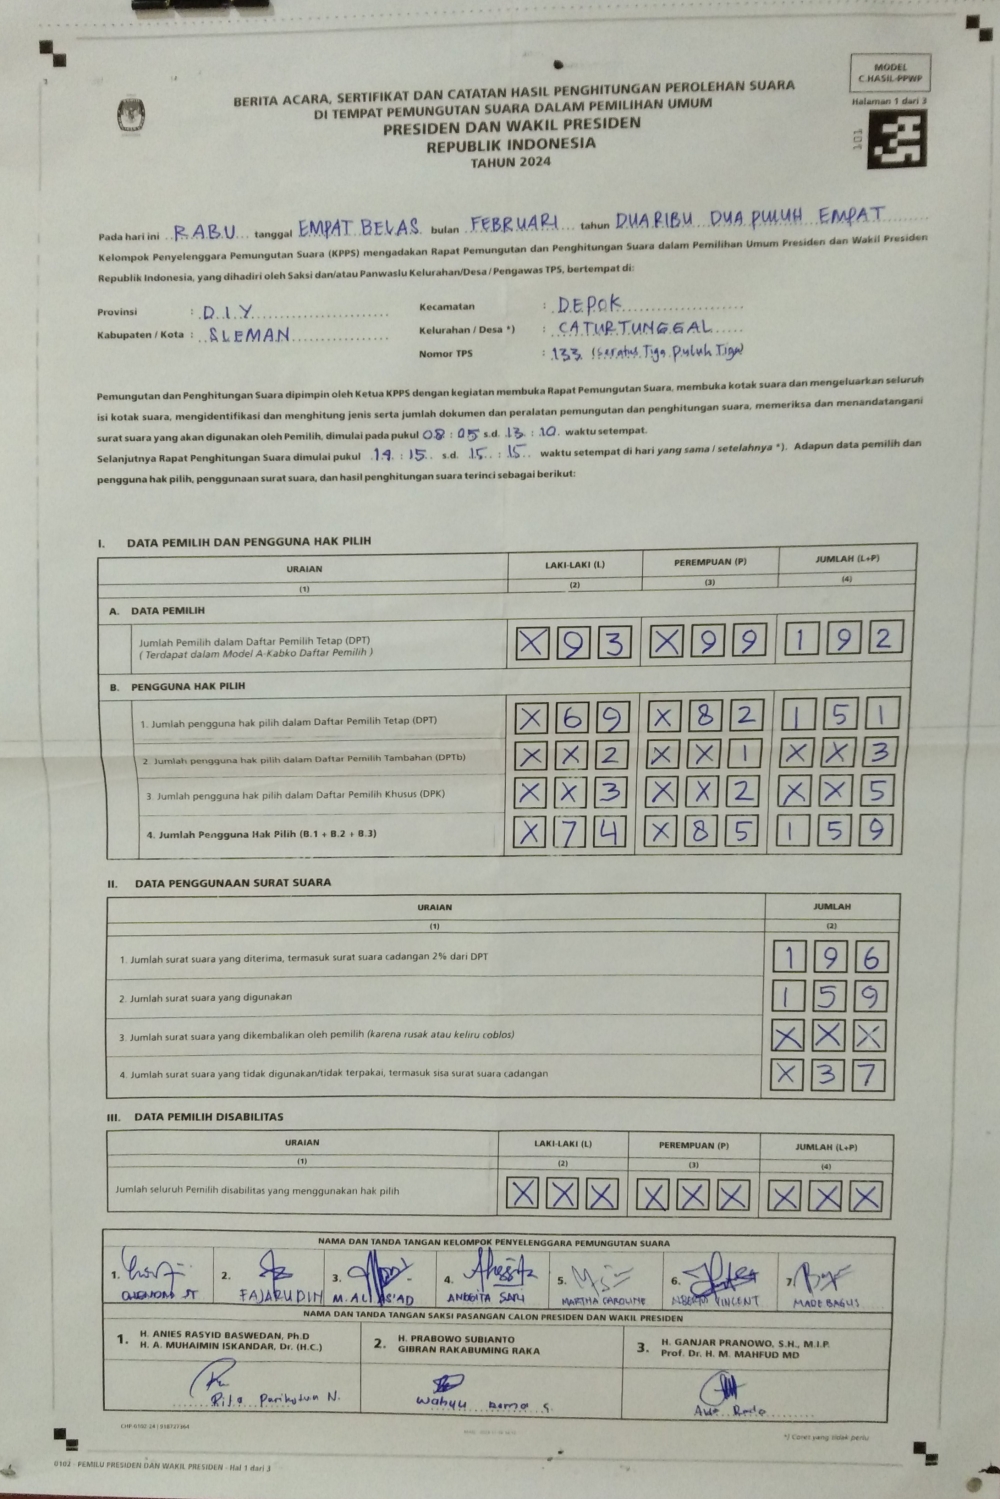 MODEL
C.HASIL-PPWP
Halaman 1 dari 3
101
BERITA ACARA, SERTIFIKAT DAN CATATAN HASIL PENGHITUNGAN PEROLEHAN SUARA
DI TEMPAT PEMUNGUTAN SUARA DALAM PEMILIHAN UMUM
PRESIDEN DAN WAKIL PRESIDEN
REPUBLIK INDONESIA
TAHUN 2024
Pada hari ini RABU tanggal EMPAT BELAS bulan FEBRUARI tahun DUA RIBU DUA PULUH EMPAT
Kelompok Penyelenggara Pemungutan Suara (KPPS) mengadakan Rapat Pemungutan dan Penghitungan Suara dalam Pemilihan Umum Presiden dan Wakil Presiden
Republik Indonesia, yang dihadiri oleh Saksi dan/atau Panwaslu Kelurahan/Desa / Pengawas TPS, bertempat di:
Provinsi : D.I.Y Kecamatan : DEPOK
Kabupaten / Kota : SLEMAN Kelurahan / Desa *) : CATURTUNGGAL
Nomor TPS : 133 (Seratus Tiga Puluh Tiga)
Pemungutan dan Penghitungan Suara dipimpin oleh Ketua KPPS dengan kegiatan membuka Rapat Pemungutan Suara, membuka kotak suara dan mengeluarkan seluruh
isi kotak suara, mengidentifikasi dan menghitung jenis serta jumlah dokumen dan peralatan pemungutan dan penghitungan suara, memeriksa dan menandatangani
surat suara yang akan digunakan oleh Pemilih, dimulai pada pukul 08 : 05 s.d. 13 : 10. waktu setempat.
Selanjutnya Rapat Penghitungan Suara dimulai pukul 14 : 15 s.d. 15 : 15 waktu setempat di hari yang sama / setelahnya *). Adapun data pemilih dan
pengguna hak pilih, penggunaan surat suara, dan hasil penghitungan suara terinci sebagai berikut:
I. DATA PEMILIH DAN PENGGUNA HAK PILIH
URAIAN LAKI-LAKI (L) PEREMPUAN (P) JUMLAH (L+P)
(1) (2) (3) (4)
A. DATA PEMILIH
Jumlah Pemilih dalam Daftar Pemilih Tetap (DPT) X 9 3 X 9 9 1 9 2
( Terdapat dalam Model A-Kabko Daftar Pemilih )
B. PENGGUNA HAK PILIH
1. Jumlah pengguna hak pilih dalam Daftar Pemilih Tetap (DPT) X 6 9 X 8 2 1 5 1
2. Jumlah pengguna hak pilih dalam Daftar Pemilih Tambahan (DPTb) X X 2 X X 1 X X 3
3. Jumlah pengguna hak pilih dalam Daftar Pemilih Khusus (DPK) X X 3 X X 2 X X 5
4. Jumlah Pengguna Hak Pilih (B.1 + B.2 + B.3) X 7 4 X 8 5 1 5 9
II. DATA PENGGUNAAN SURAT SUARA
URAIAN JUMLAH
(1) (2)
1. Jumlah surat suara yang diterima, termasuk surat suara cadangan 2% dari DPT 1 9 6
2. Jumlah surat suara yang digunakan 1 5 9
3. Jumlah surat suara yang dikembalikan oleh pemilih (karena rusak atau keliru coblos) X X X
4. Jumlah surat suara yang tidak digunakan/tidak terpakai, termasuk sisa surat suara cadangan X 3 7
III. DATA PEMILIH DISABILITAS
URAIAN LAKI-LAKI (L) PEREMPUAN (P) JUMLAH (L+P)
(1) (2) (3) (4)
Jumlah seluruh Pemilih disabilitas yang menggunakan hak pilih X X X X X X X X X
NAMA DAN TANDA TANGAN KELOMPOK PENYELENGGARA PEMUNGUTAN SUARA
1. 2. 3. 4. 5. 6. 7.
FAJARUDIN M. ALI AS'AD ANGGITA SARI MARTHA CAROLINE VINCENT MADE BAGUS
NAMA DAN TANDA TANGAN SAKSI PASANGAN CALON PRESIDEN DAN WAKIL PRESIDEN
1. H. ANIES RASYID BASWEDAN, Ph.D
H. A. MUHAIMIN ISKANDAR, Dr. (H.C.)
2. H. PRABOWO SUBIANTO
GIBRAN RAKABUMING RAKA
3. H. GANJAR PRANOWO, S.H., M.I.P.
Prof. Dr. H. M. MAHFUD MD
Wahyu
*) Coret yang tidak perlu
0102 - PEMILU PRESIDEN DAN WAKIL PRESIDEN - Hal 1 dari 3